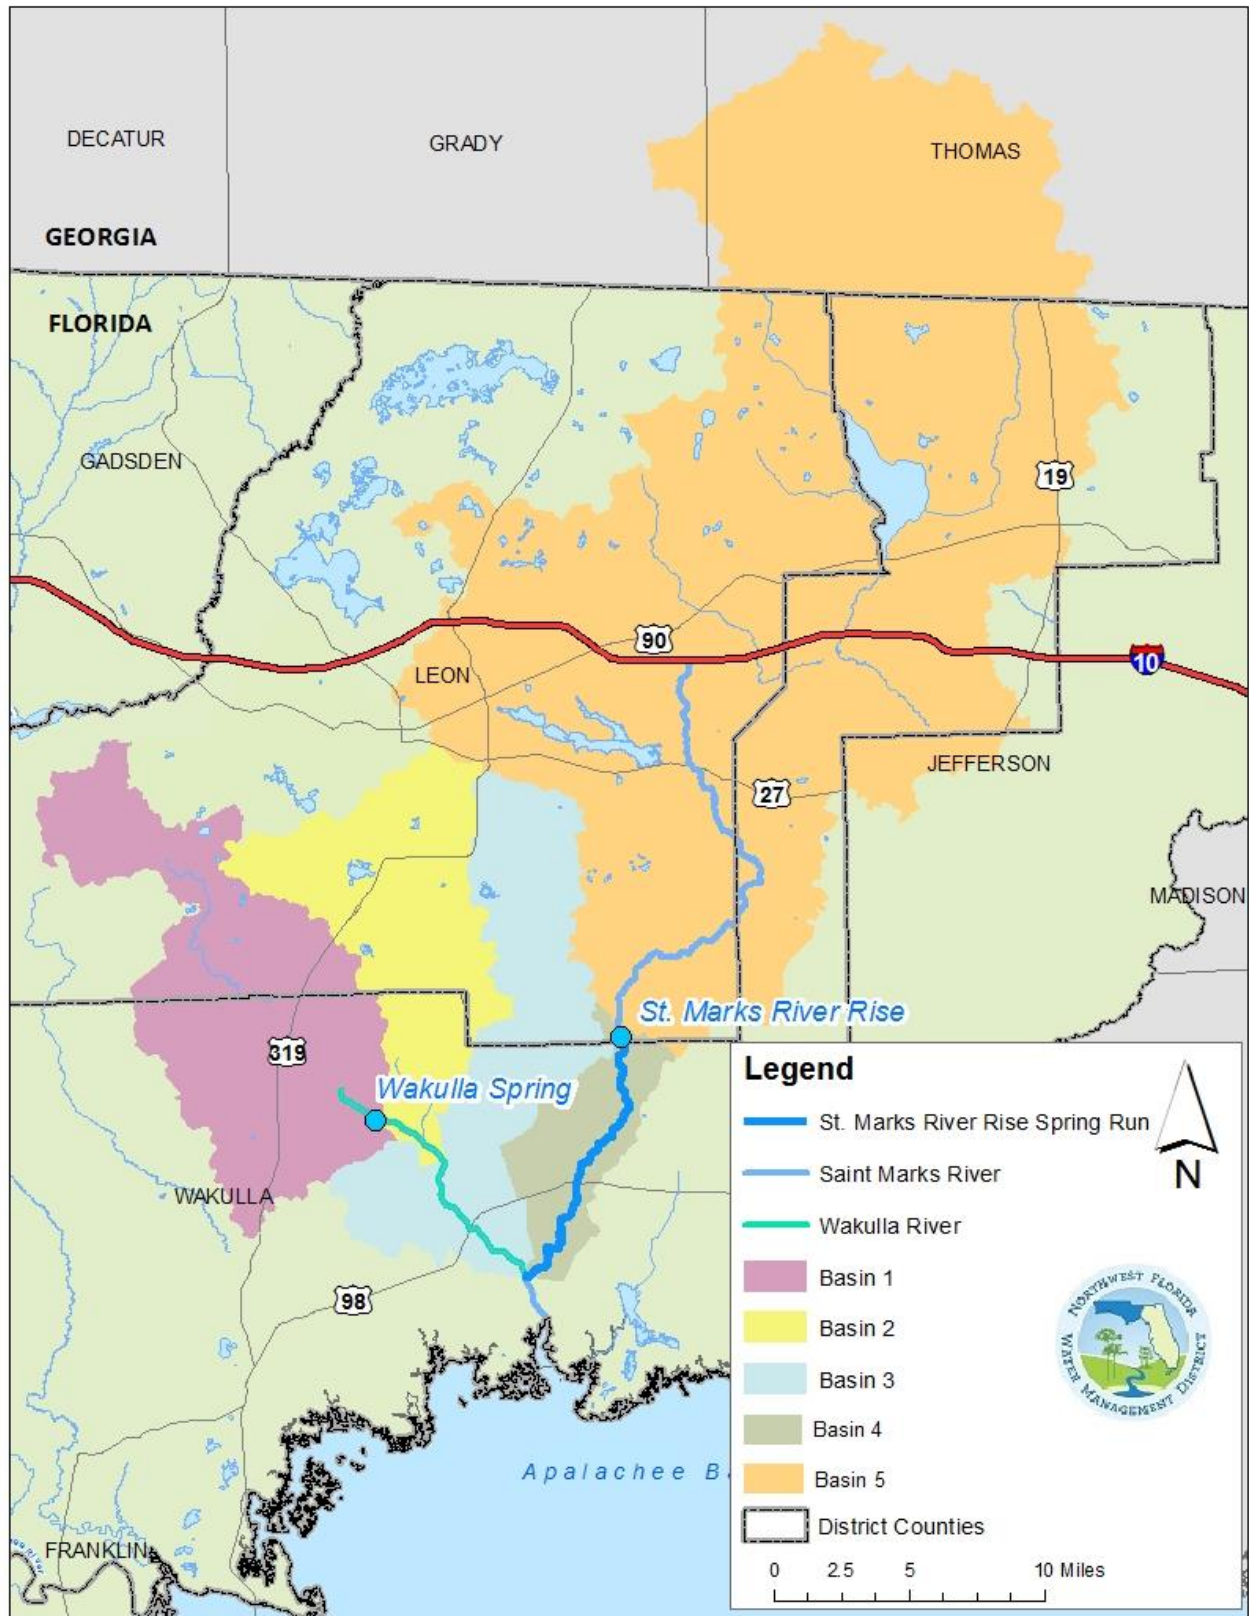 DECATUR
GRADY
THOMAS
GEORGIA
FLORIDA
GADSDEN
19
90
10
LEON
JEFFERSON
27
MADISON
St. Marks River Rise
319
Wakulla Spring
WAKULLA
98
Apalachee B
FRANKLIN
Legend
St. Marks River Rise Spring Run
Saint Marks River
Wakulla River
N
Basin 1
Basin 2
Basin 3
Basin 4
Basin 5
District Counties
0 2.5 5 10 Miles
NORTHWEST FLORIDA
WATER MANAGEMENT DISTRICT